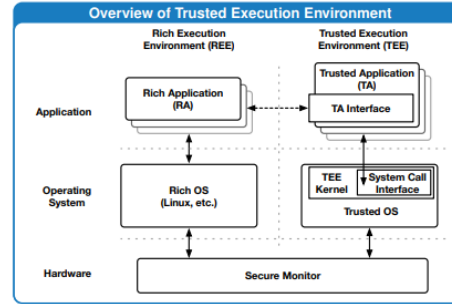 Overview of Trusted Execution Environment
Rich Execution
Environment (REE)
Trusted Execution
Environment (TEE)
Application
Rich Application
(RA)
Trusted Application
(TA)
TA Interface
Operating
System
Rich OS
(Linux, etc.)
TEE
Kernel
System Call
Interface
Trusted OS
Hardware
Secure Monitor